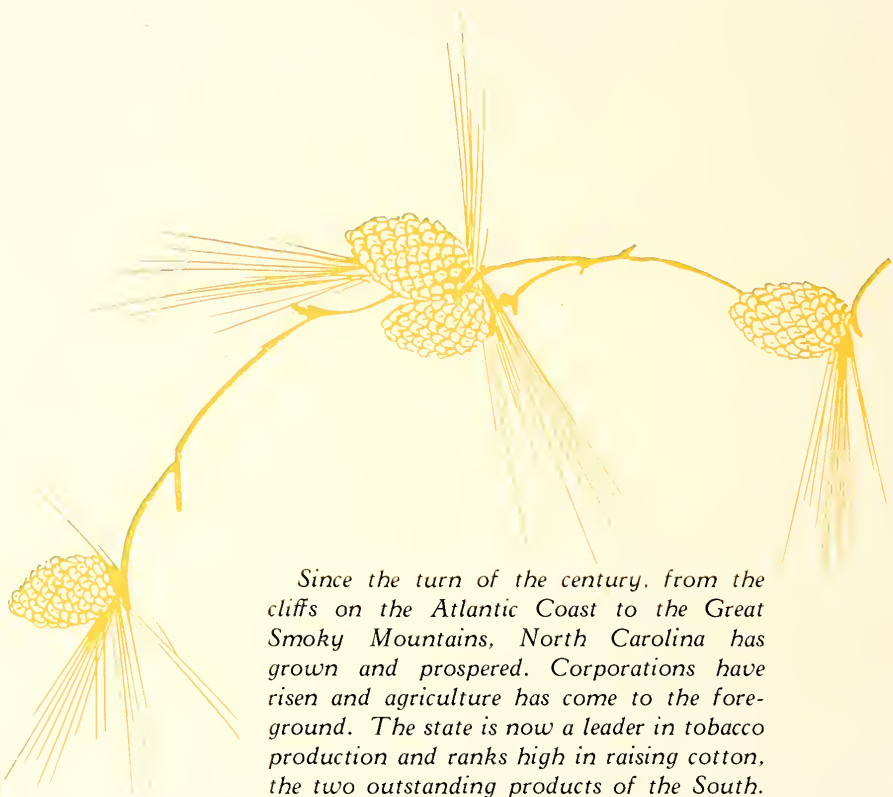 Since the turn of the century, from the
cliffs on the Atlantic Coast to the Great
Smoky Mountains, North Carolina has
grown and prospered. Corporations have
risen and agriculture has come to the fore-
ground. The state is now a leader in tobacco
production and ranks high in raising cotton,
the two outstanding products of the South.